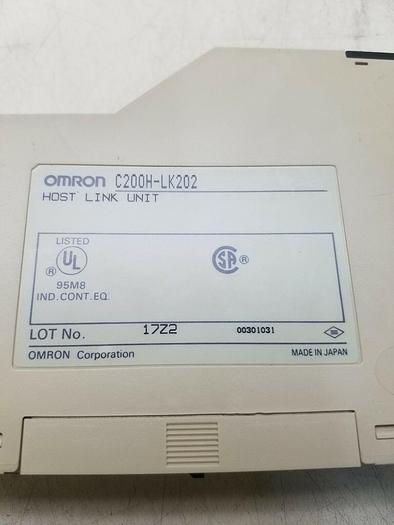 OMRON C200H-LK202
HOST LINK UNIT
LISTED
UL ®
95M8
IND.CONT.EQ.
SA ®
LOT No. 17Z2 00301031
OMRON Corporation MADE IN JAPAN